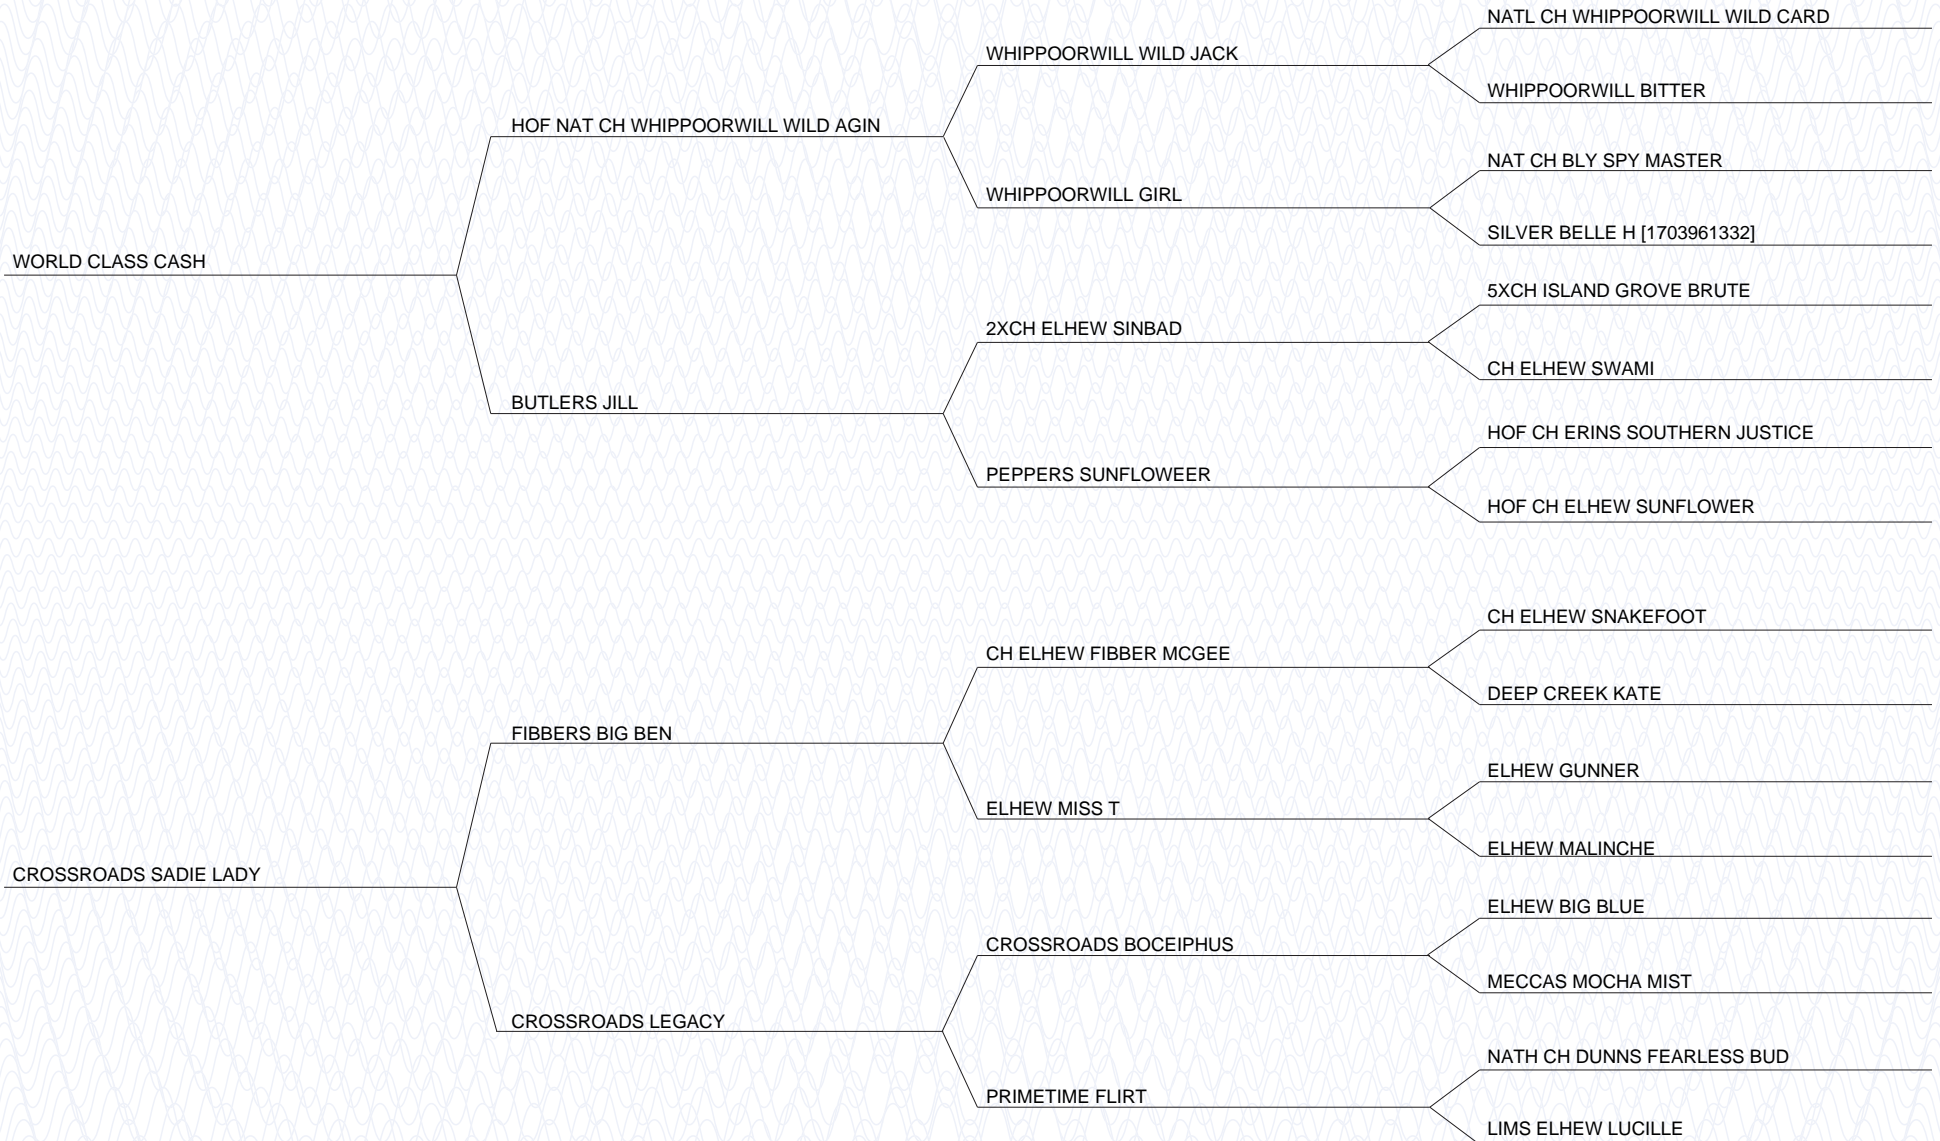 NATL CH WHIPPOORWILL WILD CARD
WHIPPOORWILL WILD JACK
WHIPPOORWILL BITTER
HOF NAT CH WHIPPOORWILL WILD AGIN
NAT CH BLY SPY MASTER
WHIPPOORWILL GIRL
SILVER BELLE H [1703961332]
WORLD CLASS CASH
5XCH ISLAND GROVE BRUTE
2XCH ELHEW SINBAD
CH ELHEW SWAMI
BUTLERS JILL
HOF CH ERINS SOUTHERN JUSTICE
PEPPERS SUNFLOWEER
HOF CH ELHEW SUNFLOWER
CH ELHEW SNAKEFOOT
CH ELHEW FIBBER MCGEE
DEEP CREEK KATE
FIBBERS BIG BEN
ELHEW GUNNER
ELHEW MISS T
ELHEW MALINCHE
CROSSROADS SADIE LADY
ELHEW BIG BLUE
CROSSROADS BOCEIPHUS
MECCAS MOCHA MIST
CROSSROADS LEGACY
NATH CH DUNNS FEARLESS BUD
PRIMETIME FLIRT
LIMS ELHEW LUCILLE